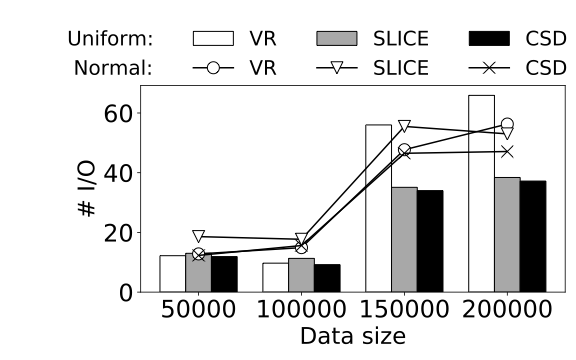 Uniform: VR SLICE CSD
Normal: VR SLICE CSD
60
40
20
0
# I/O
50000 100000 150000 200000
Data size